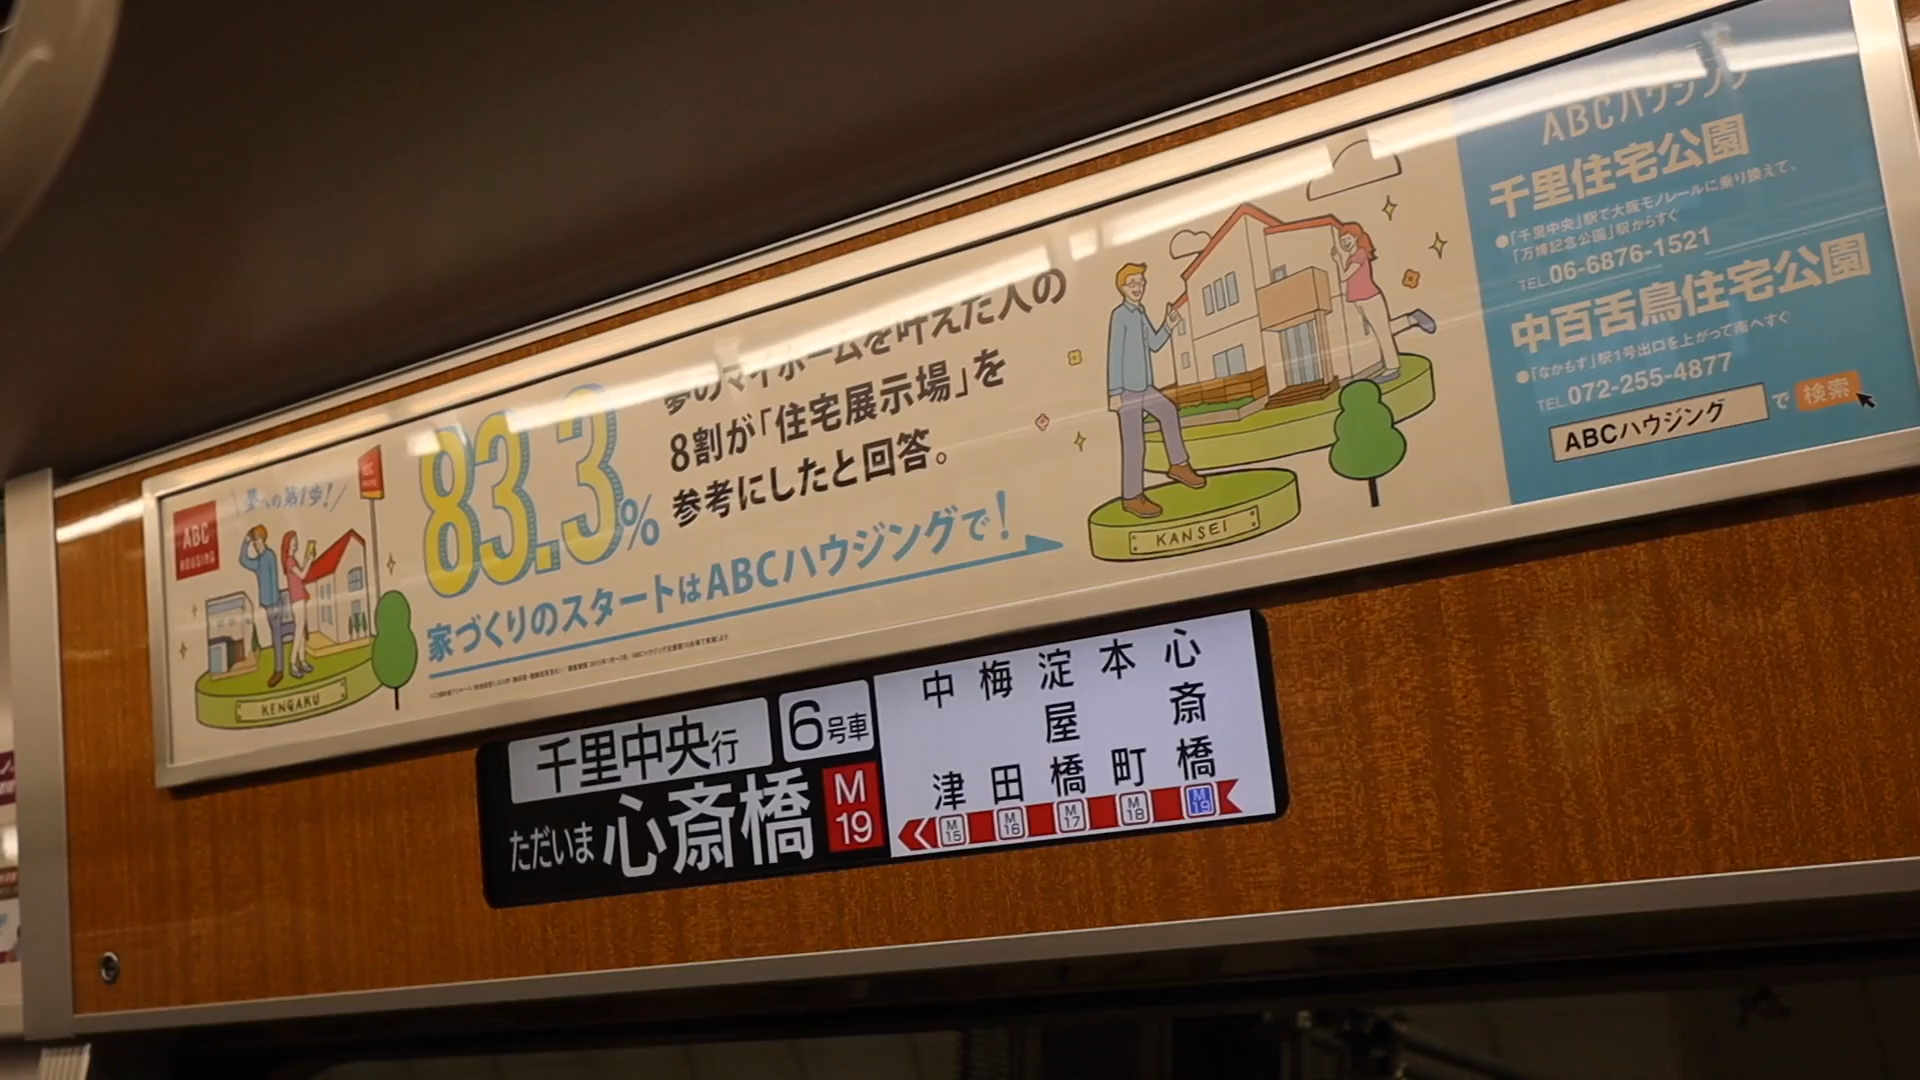 ABC
HOUSING
夢への第1歩!
KENGAKU
83.3%
夢のマイホームを叶えた人の
8割が「住宅展示場」を
参考にしたと回答。
家づくりのスタートはABCハウジングで!
KANSEI
ABCハウジング
千里住宅公園
●「千里中央」駅で大阪モノレールに乗り換えて、
「万博記念公園」駅からすぐ
TEL.06-6876-1521
中百舌鳥住宅公園
●「なかもず」駅1号出口を上がって南へすぐ
TEL.072-255-4877
ABCハウジング で 検索
千里中央行
6号車
ただいま 心斎橋 M19
中津 梅田 淀屋橋 本町 心斎橋
M15 M16 M17 M18 M19